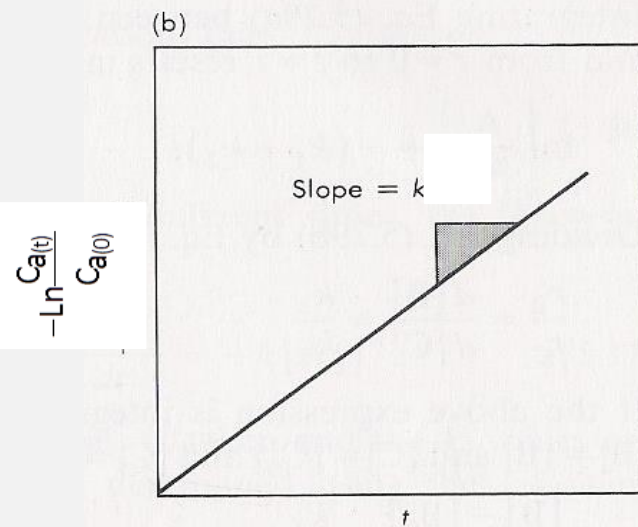 (b)
Slope = k
-Ln Ca(t)
Ca(0)
t